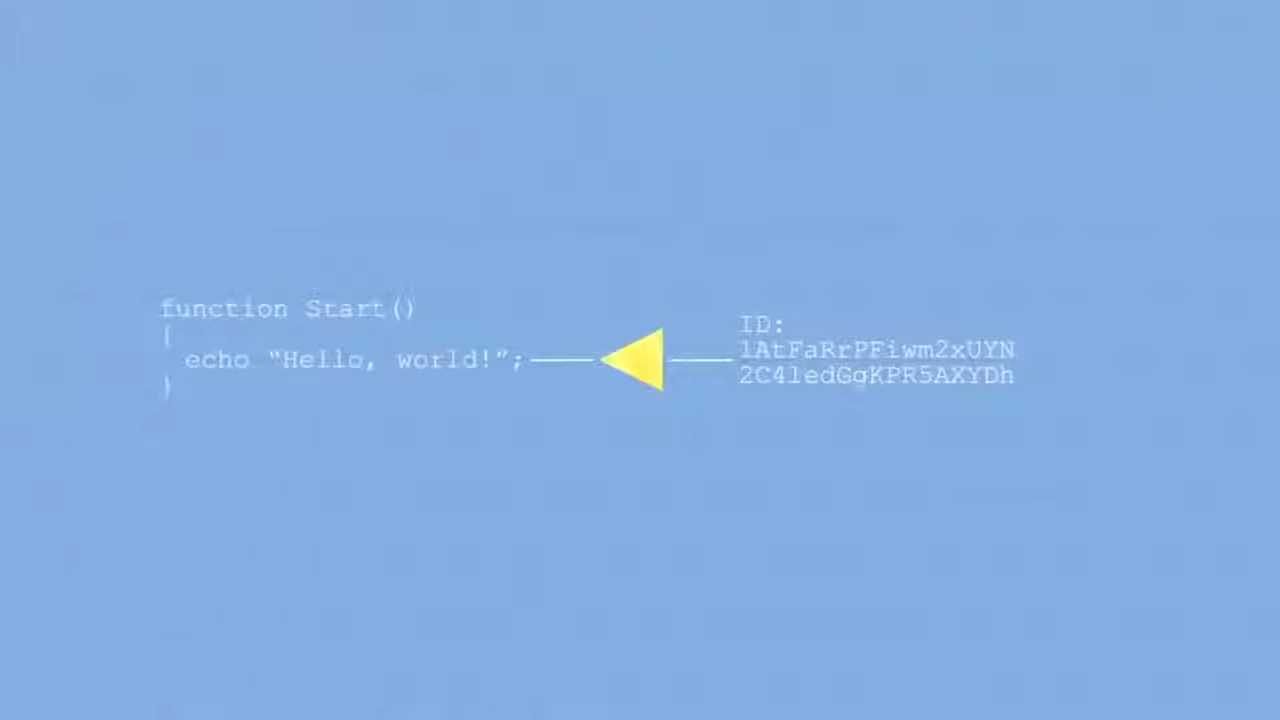 function Start()
{
echo “Hello, world!”;
}
ID:
1AtFaRrPFiwm2xUYN
2C4ledGgKPR5AXYDh